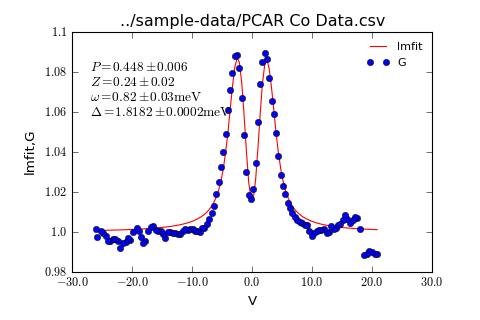 ../sample-data/PCAR Co Data.csv
1.1
P=0.448±0.006
Z=0.24±0.02
ω=0.82±0.03meV
Δ=1.8182±0.0002meV
lmfit
G
1.08
1.06
1.04
1.02
1.0
0.98
lmfit,G
−30.0 −20.0 −10.0 0.0 10.0 20.0 30.0
V